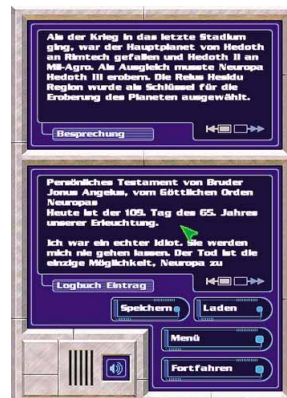 Als der Krieg in das letzte Stadium
ging, war der Hauptplanet von Hedoth
an Rimtech gefallen und Hedoth II an
Mil-Agro. Als Ausgleich musste Neuropa
Hedoth III erobern. Die Relus Hesidu
Region wurde als Schlüssel für die
Eroberung des Planeten ausgewählt.
Besprechung
Persönliches Testament von Bruder
Jonus Angelus, vom Göttlichen Orden
Neuropas
Heute ist der 109. Tag des 65. Jahres
unserer Erleuchtung.
Ich war ein echter Idiot. Sie werden
mich nie gehen lassen. Der Tod ist die
einzige Möglichkeit, Neuropa zu
Logbuch Eintrag
Speichern
Laden
Menü
Fortfahren